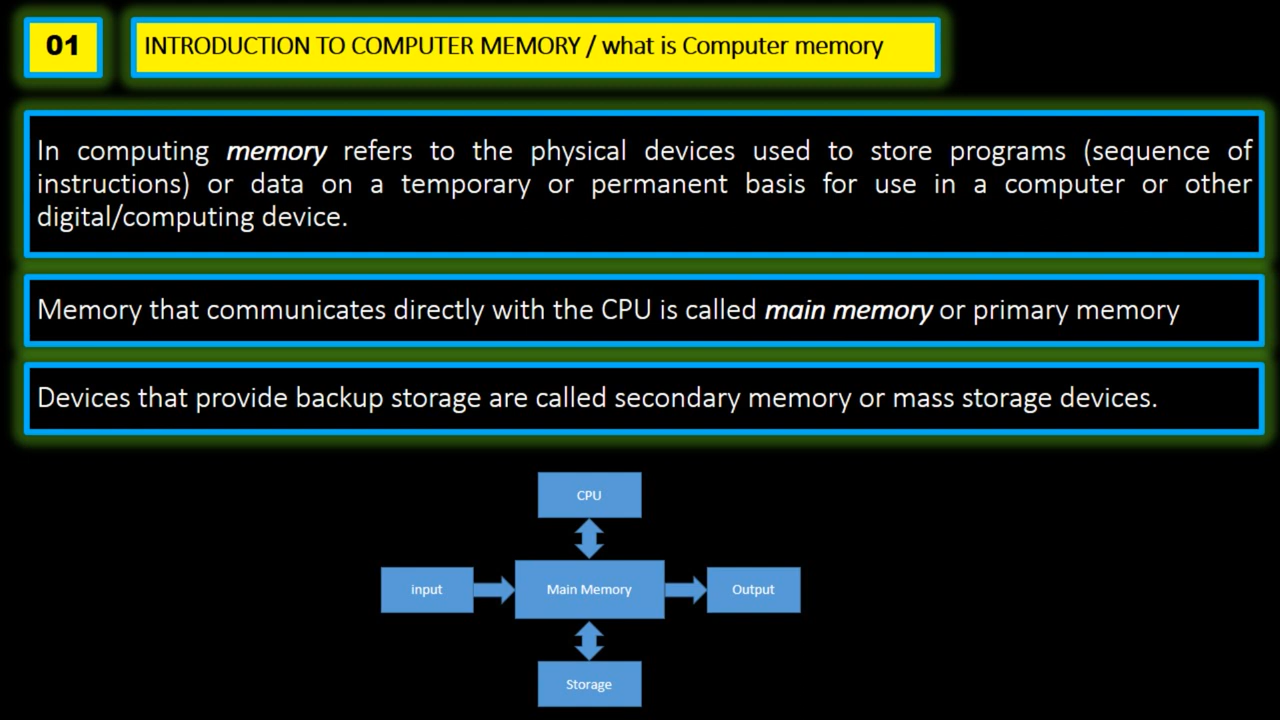 01
INTRODUCTION TO COMPUTER MEMORY / what is Computer memory
In computing memory refers to the physical devices used to store programs (sequence of
instructions) or data on a temporary or permanent basis for use in a computer or other
digital/computing device.
Memory that communicates directly with the CPU is called main memory or primary memory
Devices that provide backup storage are called secondary memory or mass storage devices.
CPU
input
Main Memory
Output
Storage